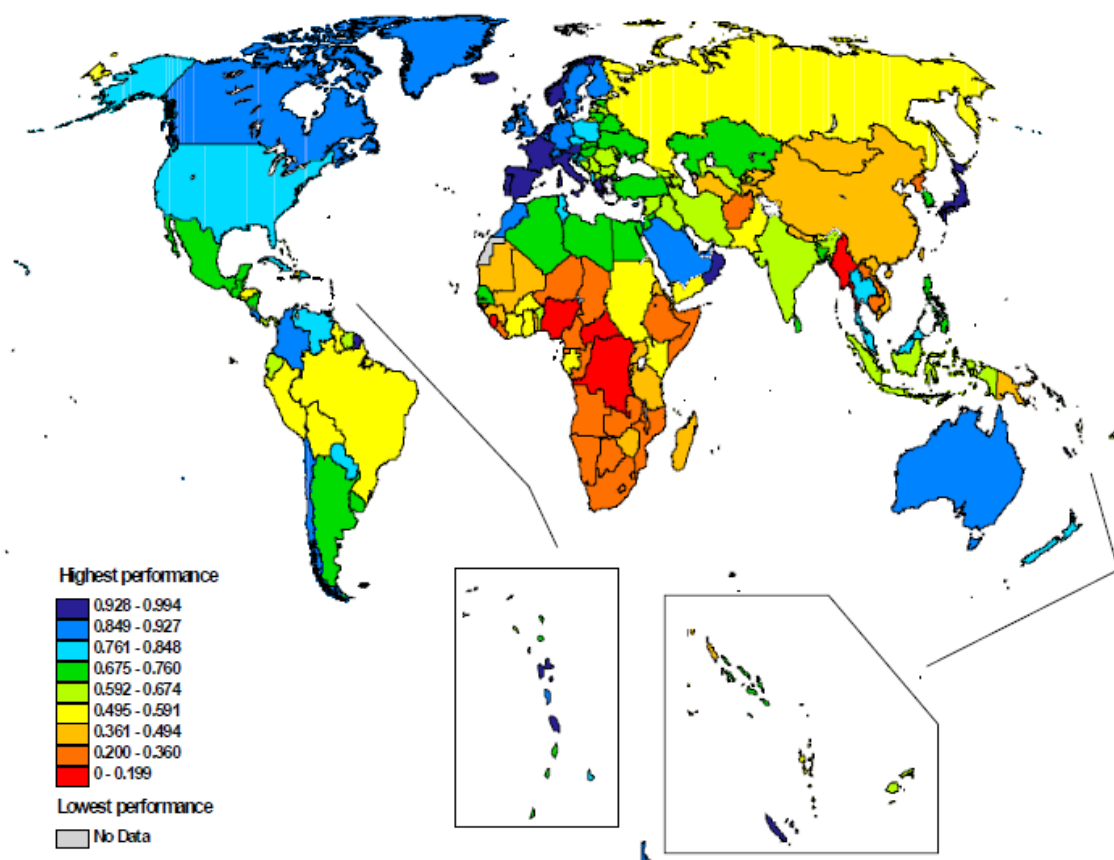 Highest performance
0.928 - 0.994
0.849 - 0.927
0.761 - 0.848
0.675 - 0.760
0.592 - 0.674
0.495 - 0.591
0.361 - 0.494
0.200 - 0.360
0 - 0.199
Lowest performance
No Data